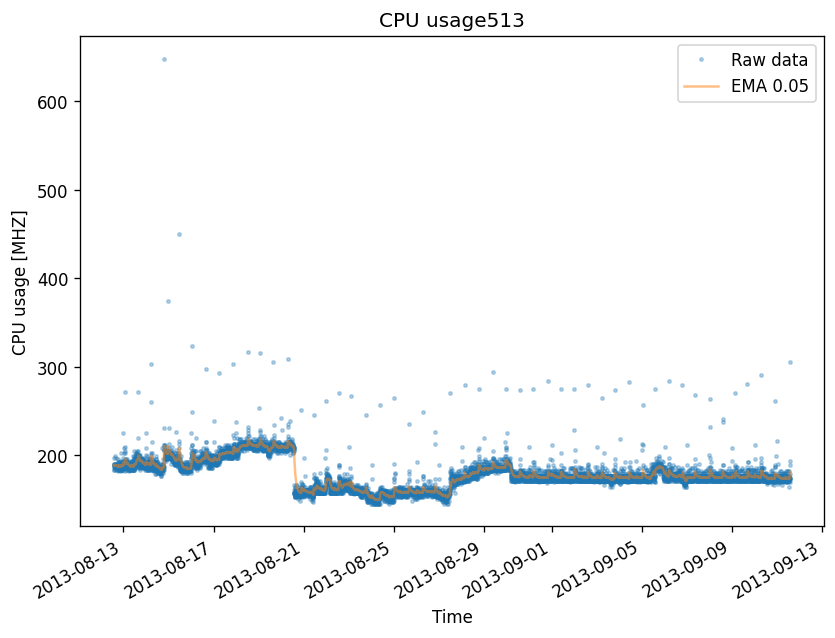 CPU usage513
Raw data
EMA 0.05
CPU usage [MHZ]
600
500
400
300
200
2013-08-13
2013-08-17
2013-08-21
2013-08-25
2013-08-29
2013-09-01
2013-09-05
2013-09-09
2013-09-13
Time